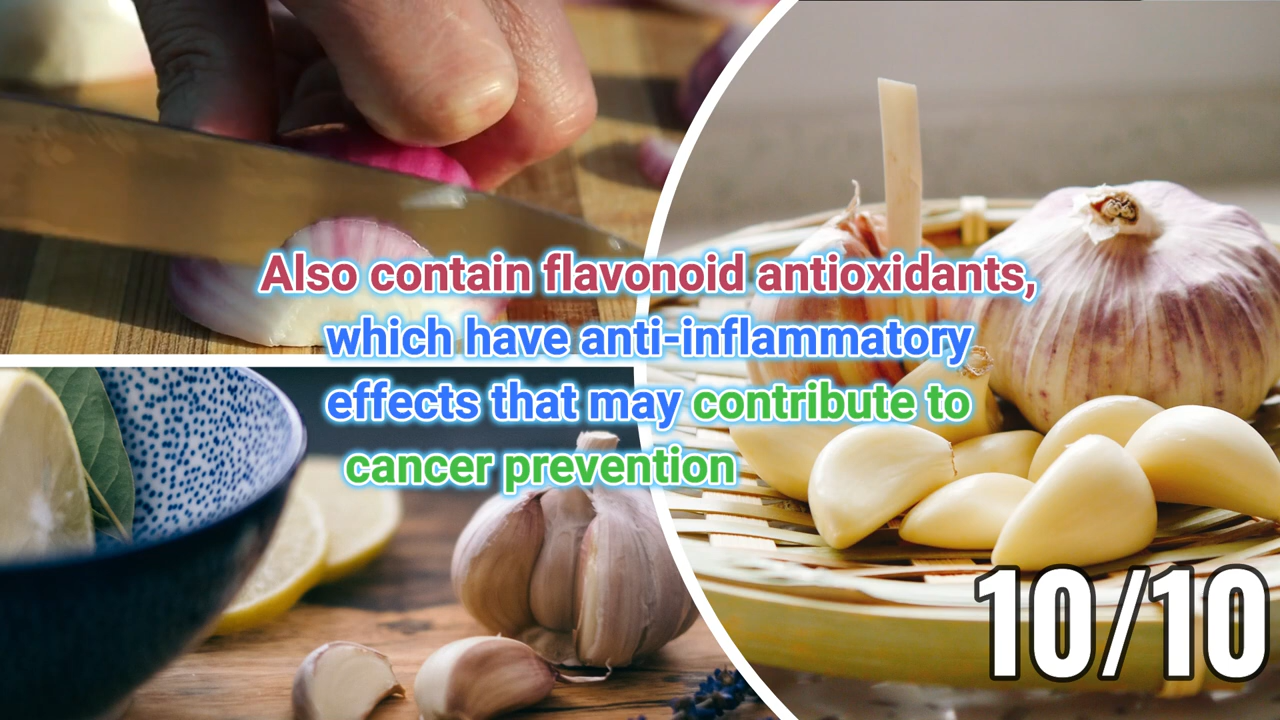 Also contain flavonoid antioxidants,
which have anti-inflammatory
effects that may contribute to
cancer prevention
10/10